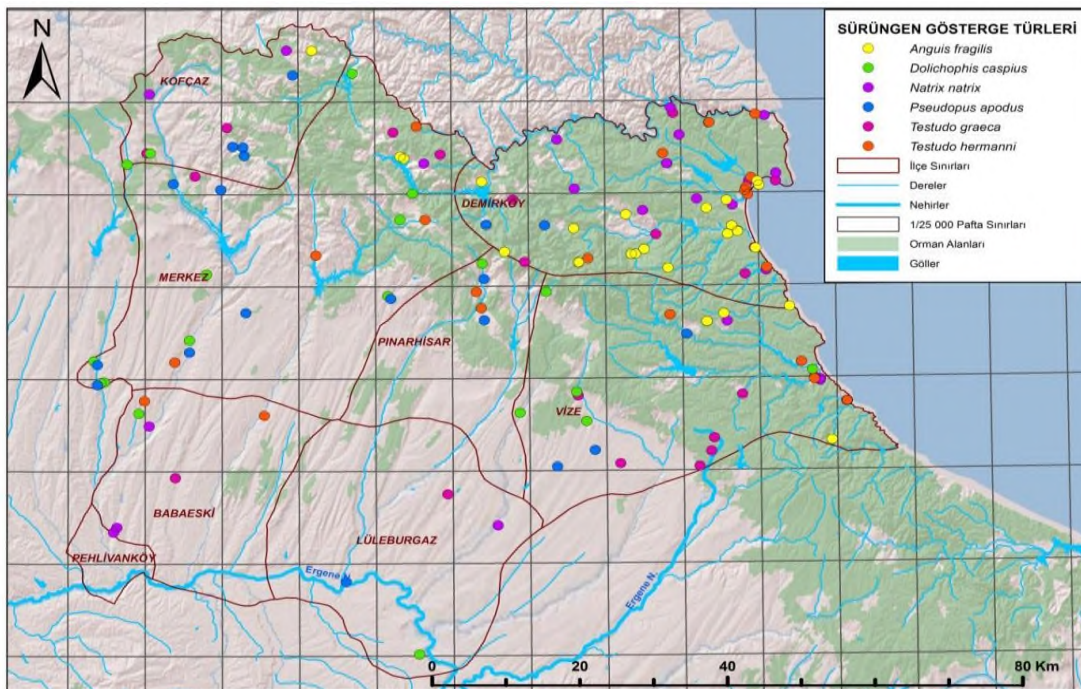 N
SÜRÜNGEN GÖSTERGE TÜRLERİ
Anguis fragilis
Dolichophis caspius
Natrix natrix
Pseudopus apodus
Testudo graeca
Testudo hermanni
İlçe Sınırları
Dereler
Nehirler
1/25 000 Pafta Sınırları
Orman Alanları
Göller
KOFÇAZ
DEMİRKÖY
MERKEZ
PINARHİSAR
VİZE
BABAESKİ
LÜLEBURGAZ
PEHLİVANKÖY
Ergene N.
Ergene N.
0 20 40 80 Km